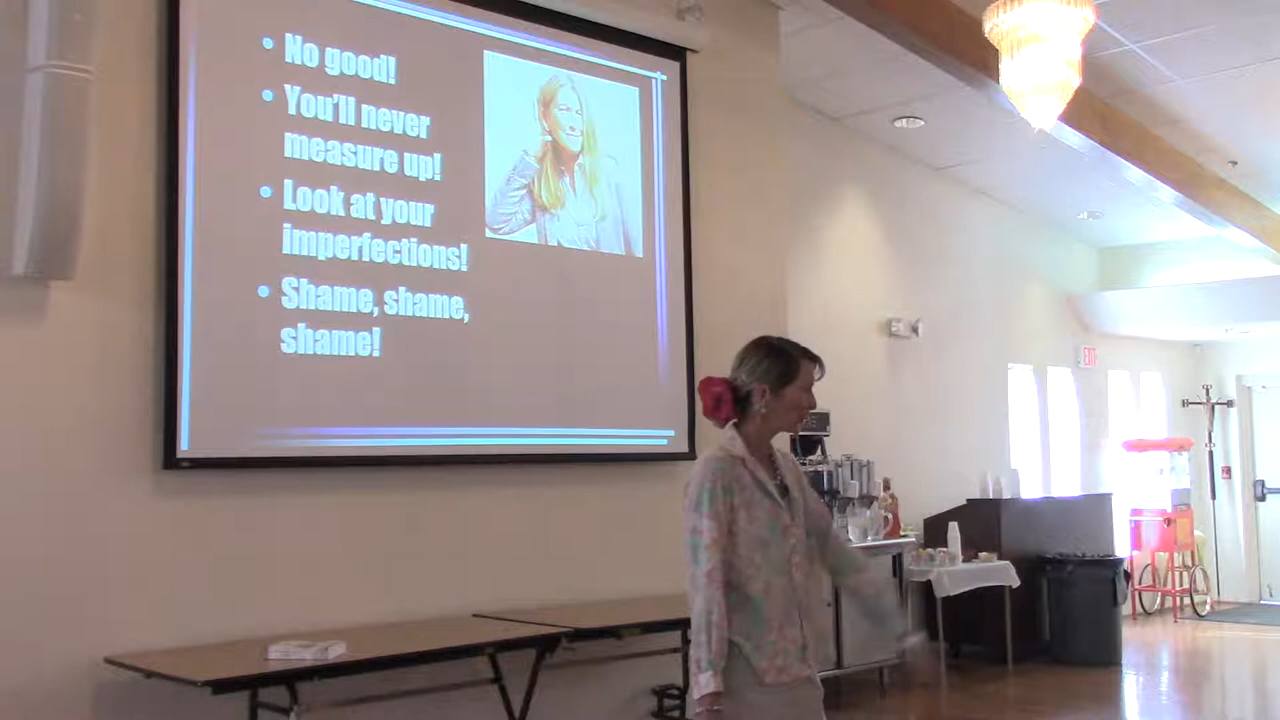 No good!
You'll never
measure up!
Look at your
imperfections!
Shame, shame,
shame!
EXIT